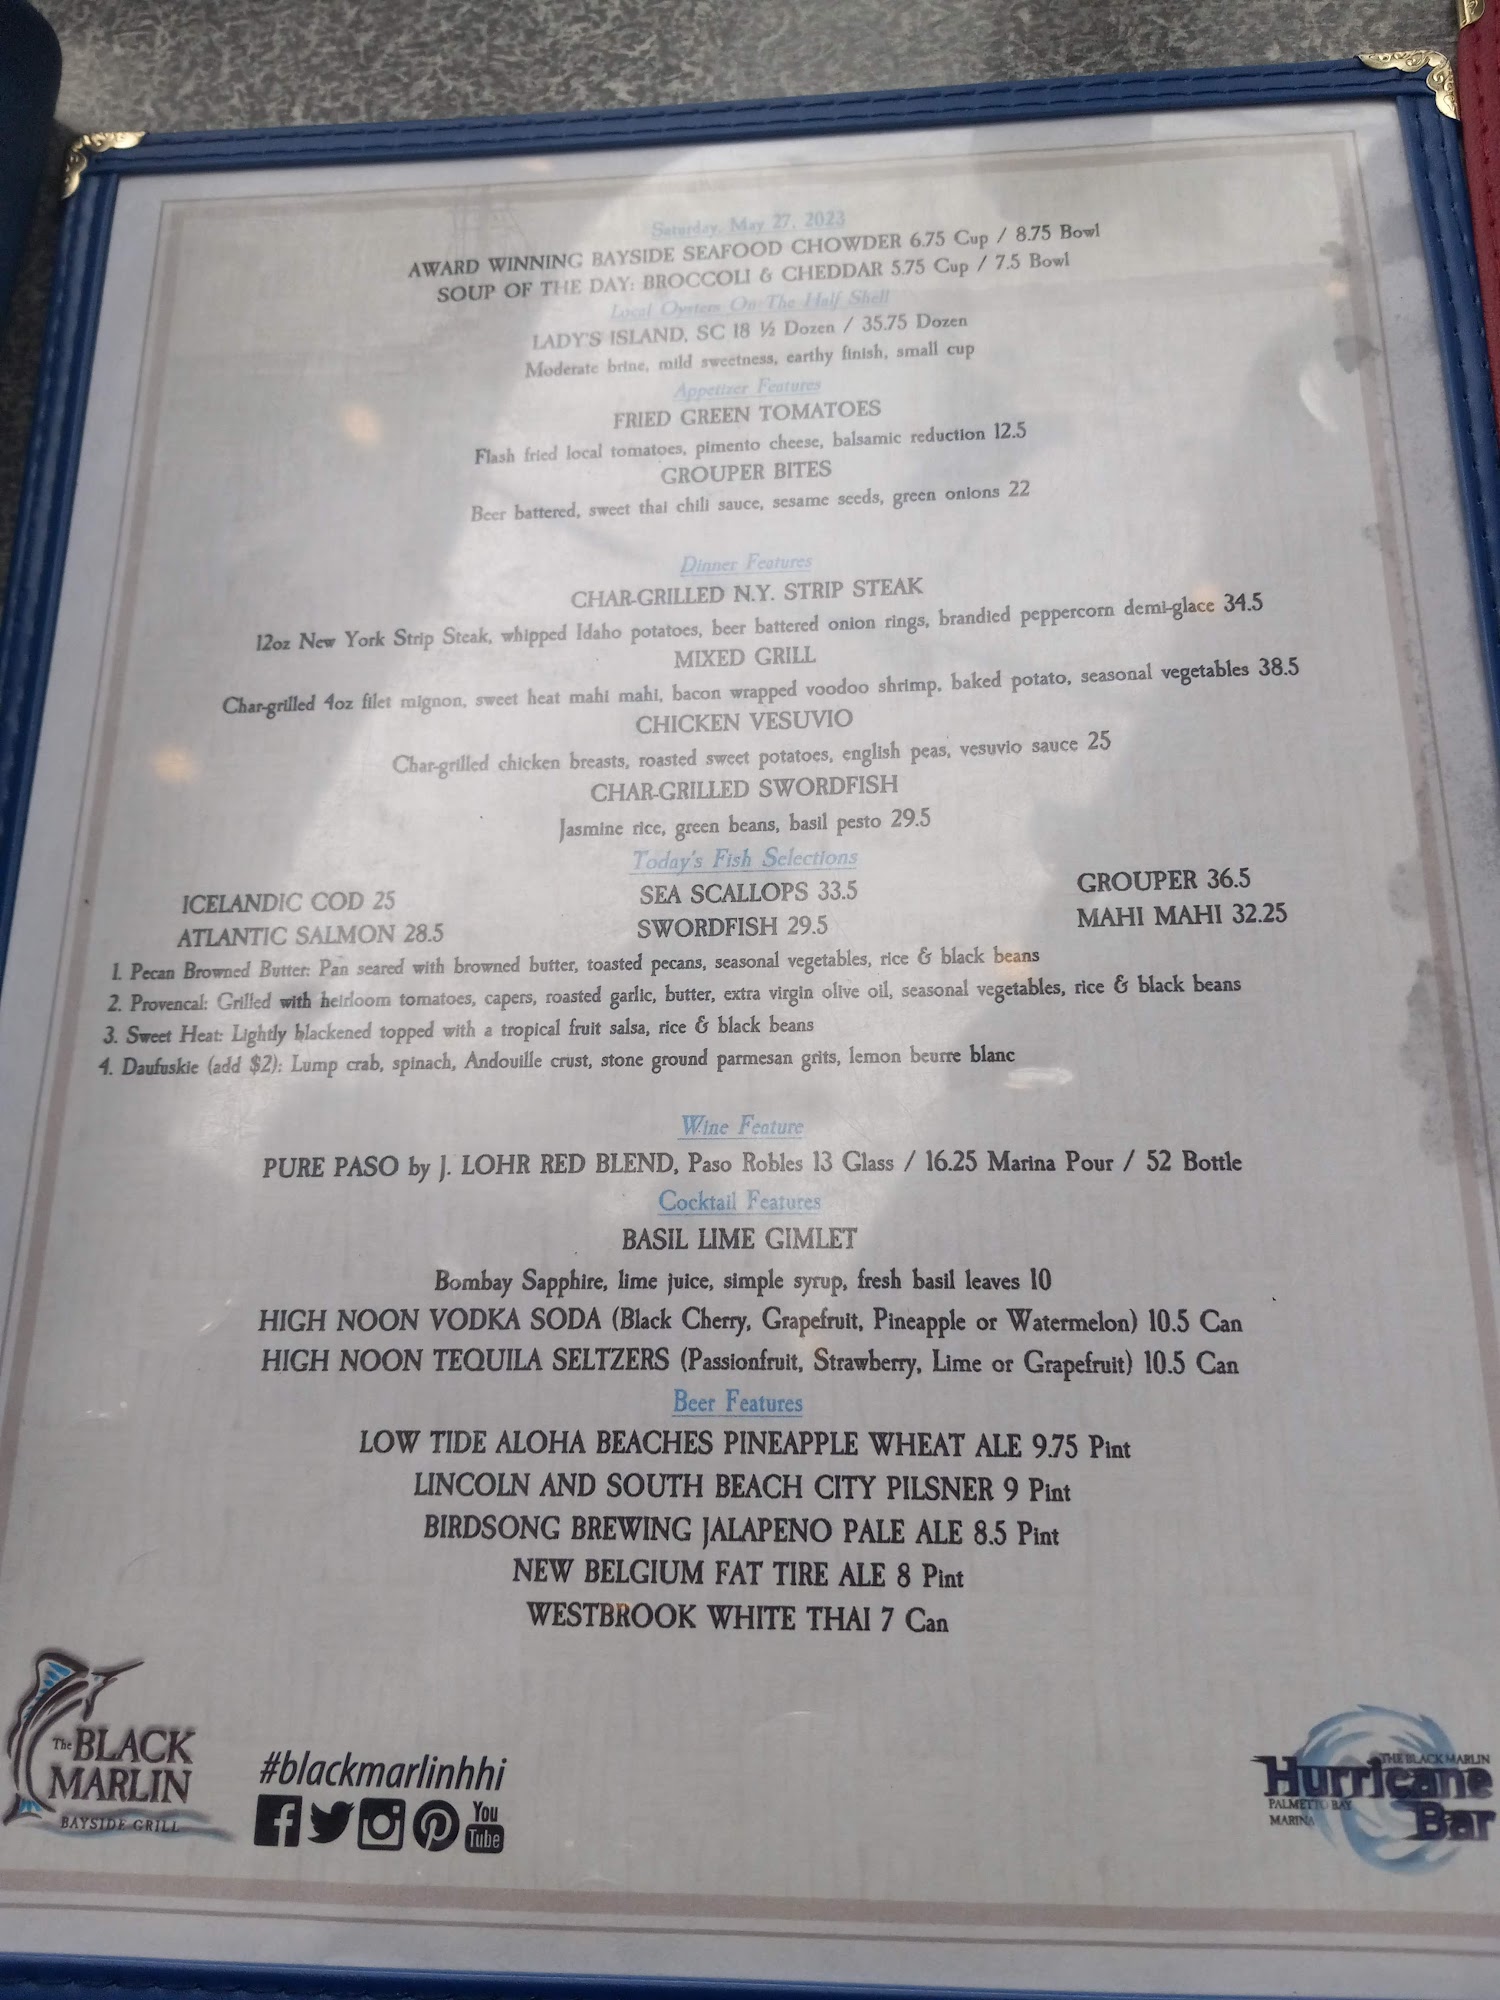 Saturday, May 27, 2023
AWARD WINNING BAYSIDE SEAFOOD CHOWDER 6.75 Cup / 8.75 Bowl
SOUP OF THE DAY: BROCCOLI & CHEDDAR 5.75 Cup / 7.5 Bowl
Local Oysters On The Half Shell
LADY'S ISLAND, SC 18 ½ Dozen / 35.75 Dozen
Moderate brine, mild sweetness, earthy finish, small cup
Appetizer Features
FRIED GREEN TOMATOES
Flash fried local tomatoes, pimento cheese, balsamic reduction 12.5
GROUPER BITES
Beer battered, sweet thai chili sauce, sesame seeds, green onions 22
Dinner Features
CHAR-GRILLED N.Y. STRIP STEAK
12oz New York Strip Steak, whipped Idaho potatoes, beer battered onion rings, brandied peppercorn demi-glace 34.5
MIXED GRILL
Char-grilled 4oz filet mignon, sweet heat mahi mahi, bacon wrapped voodoo shrimp, baked potato, seasonal vegetables 38.5
CHICKEN VESUVIO
Char-grilled chicken breasts, roasted sweet potatoes, english peas, vesuvio sauce 25
CHAR-GRILLED SWORDFISH
Jasmine rice, green beans, basil pesto 29.5
Today's Fish Selections
ICELANDIC COD 25 SEA SCALLOPS 33.5 GROUPER 36.5
ATLANTIC SALMON 28.5 SWORDFISH 29.5 MAHI MAHI 32.25
1. Pecan Browned Butter: Pan seared with browned butter, toasted pecans, seasonal vegetables, rice & black beans
2. Provencal: Grilled with heirloom tomatoes, capers, roasted garlic, butter, extra virgin olive oil, seasonal vegetables, rice & black beans
3. Sweet Heat: Lightly blackened topped with a tropical fruit salsa, rice & black beans
4. Daufuskie (add $2): Lump crab, spinach, Andouille crust, stone ground parmesan grits, lemon beurre blanc
Wine Feature
PURE PASO by J. LOHR RED BLEND, Paso Robles 13 Glass / 16.25 Marina Pour / 52 Bottle
Cocktail Features
BASIL LIME GIMLET
Bombay Sapphire, lime juice, simple syrup, fresh basil leaves 10
HIGH NOON VODKA SODA (Black Cherry, Grapefruit, Pineapple or Watermelon) 10.5 Can
HIGH NOON TEQUILA SELTZERS (Passionfruit, Strawberry, Lime or Grapefruit) 10.5 Can
Beer Features
LOW TIDE ALOHA BEACHES PINEAPPLE WHEAT ALE 9.75 Pint
LINCOLN AND SOUTH BEACH CITY PILSNER 9 Pint
BIRDSONG BREWING JALAPENO PALE ALE 8.5 Pint
NEW BELGIUM FAT TIRE ALE 8 Pint
WESTBROOK WHITE THAI 7 Can
The BLACK
MARLIN
BAYSIDE GRILL
#blackmarlinhhi
You
Tube
THE BLACK MARLIN
Hurricane
PALMETTO BAY
MARINA
Bar